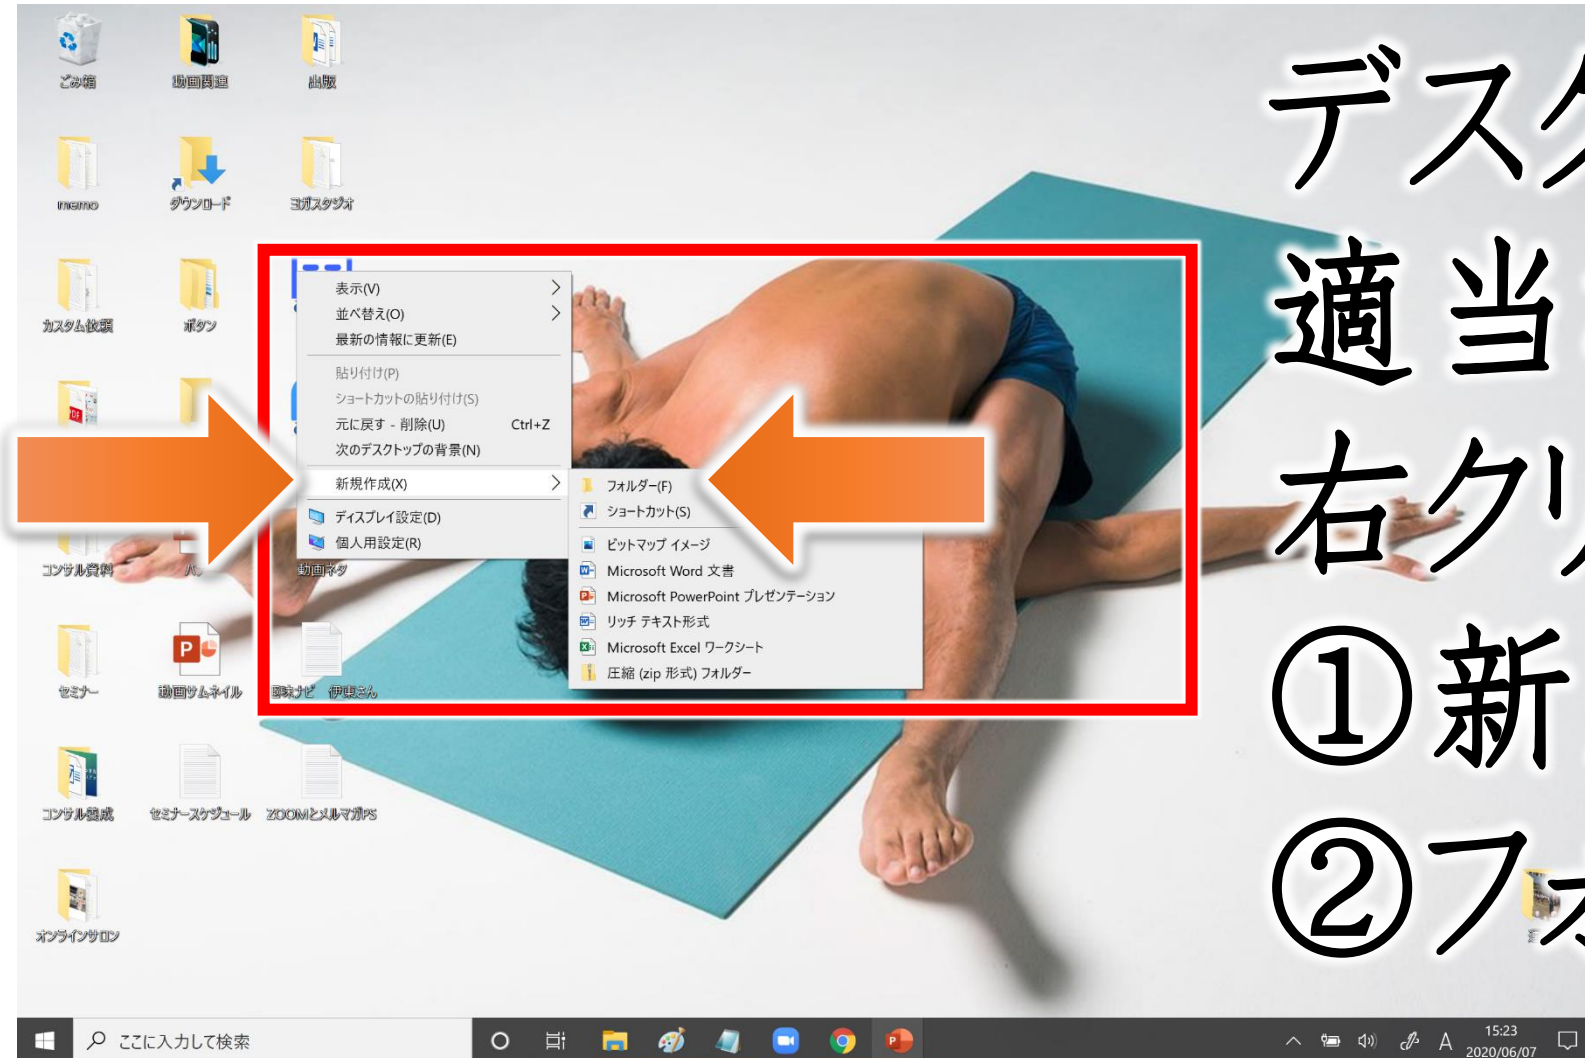 ごみ箱
動画関連
出版
memo
ダウンロード
ヨガスタジオ
カスタム依頼
ボタン
コンサル資料
動画ネタ
セミナー
動画サムネイル
伊東さん
コンサル養成
セミナースケジュール
ZOOMとメルマガPS
オンラインサロン
表示(V)
並べ替え(O)
最新の情報に更新(E)
貼り付け(P)
ショートカットの貼り付け(S)
元に戻す - 削除(U) Ctrl+Z
次のデスクトップの背景(N)
新規作成(X)
ディスプレイ設定(D)
個人用設定(R)
フォルダー(F)
ショートカット(S)
ビットマップ イメージ
Microsoft Word 文書
Microsoft PowerPoint プレゼンテーション
リッチ テキスト形式
Microsoft Excel ワークシート
圧縮 (zip 形式) フォルダー
デスク
適当
右クリ
①新
②フォ
ここに入力して検索
A
15:23
2020/06/07